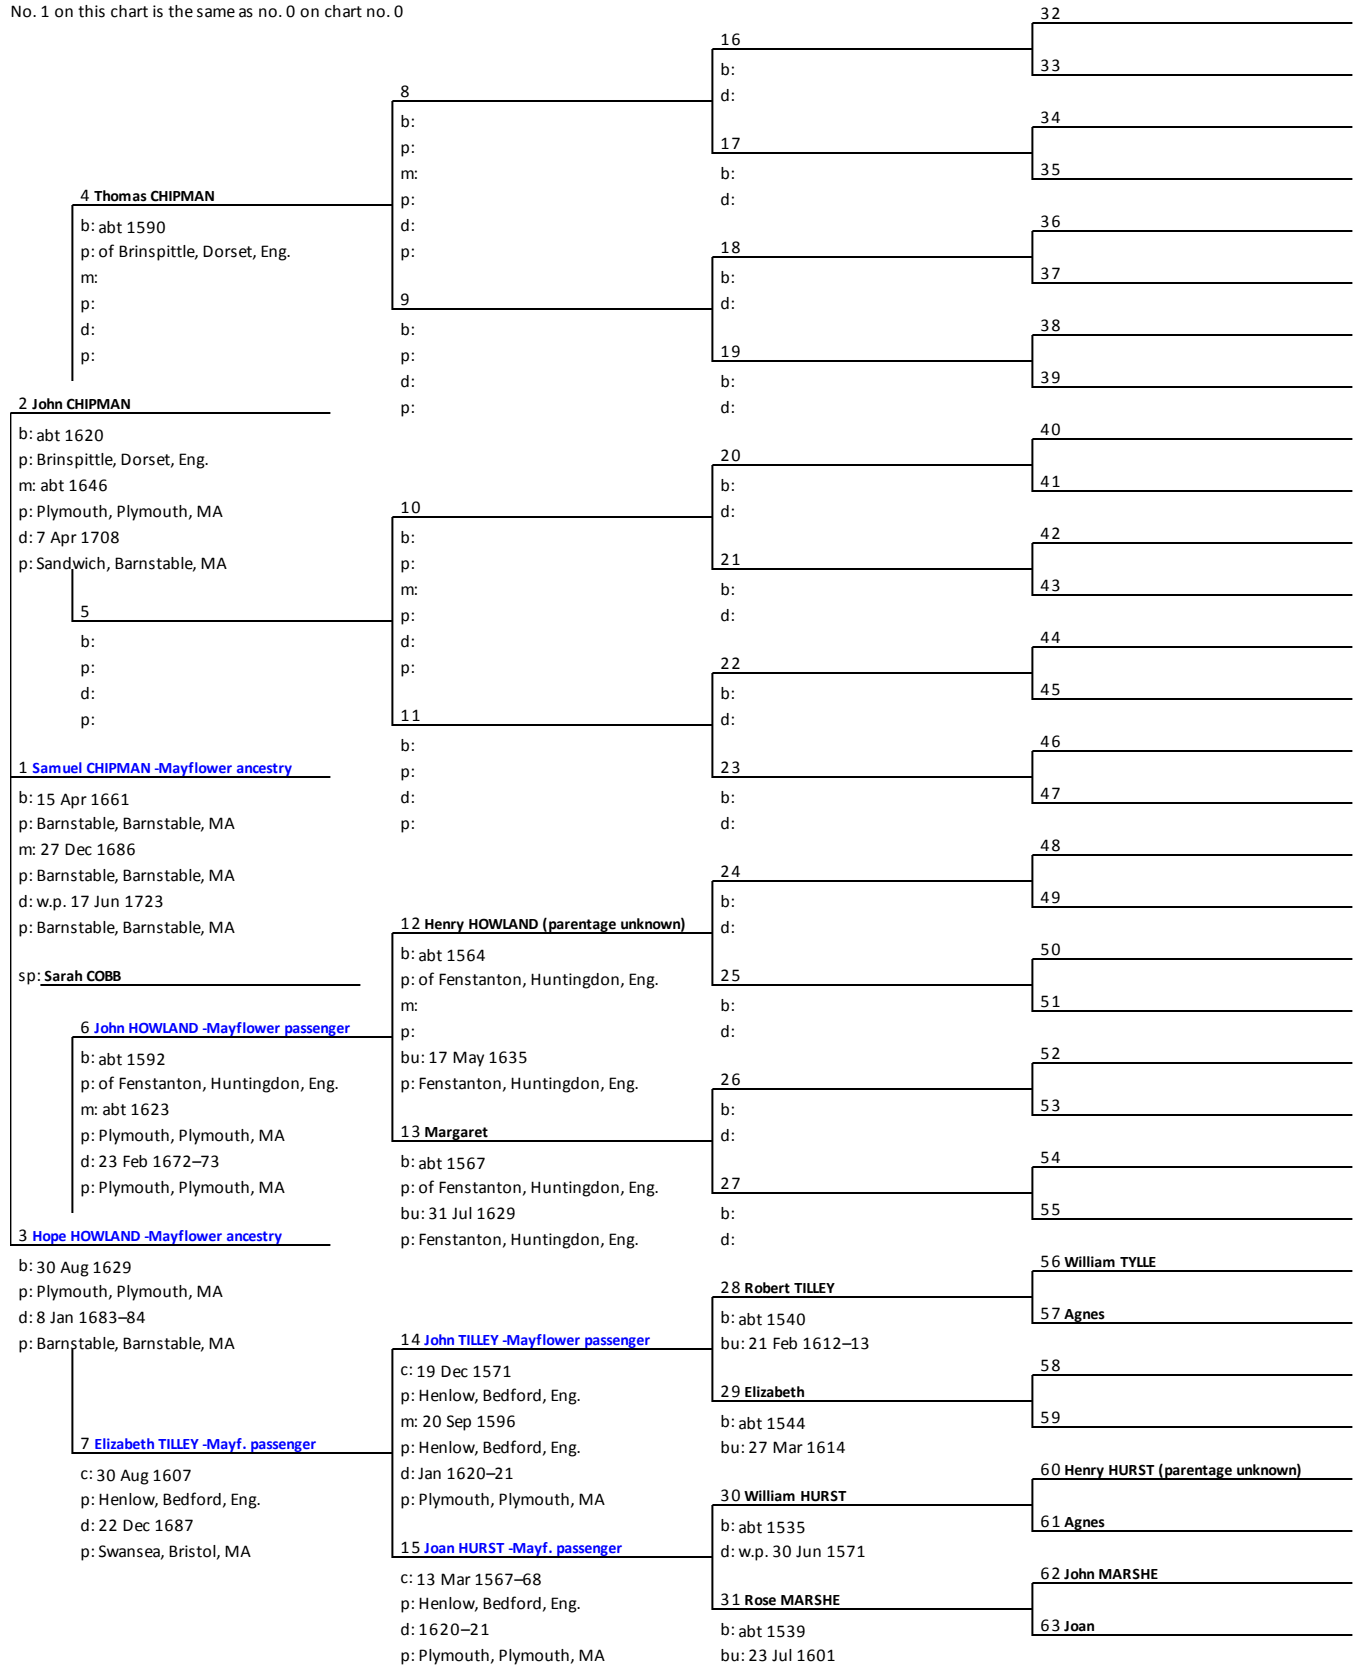 No. 1 on this chart is the same as no. 0 on chart no. 0
4 Thomas CHIPMAN
b: abt 1590
p: of Brinspittle, Dorset, Eng.
m:
p:
d:
p:
2 John CHIPMAN
b: abt 1620
p: Brinspittle, Dorset, Eng.
m: abt 1646
p: Plymouth, Plymouth, MA
d: 7 Apr 1708
p: Sandwich, Barnstable, MA
5
b:
p:
d:
p:
1 Samuel CHIPMAN -Mayflower ancestry
b: 15 Apr 1661
p: Barnstable, Barnstable, MA
m: 27 Dec 1686
p: Barnstable, Barnstable, MA
d: w.p. 17 Jun 1723
p: Barnstable, Barnstable, MA
sp: Sarah COBB
6 John HOWLAND -Mayflower passenger
b: abt 1592
p: of Fenstanton, Huntingdon, Eng.
m: abt 1623
p: Plymouth, Plymouth, MA
d: 23 Feb 1672–73
p: Plymouth, Plymouth, MA
3 Hope HOWLAND -Mayflower ancestry
b: 30 Aug 1629
p: Plymouth, Plymouth, MA
d: 8 Jan 1683–84
p: Barnstable, Barnstable, MA
7 Elizabeth TILLEY -Mayf. passenger
c: 30 Aug 1607
p: Henlow, Bedford, Eng.
d: 22 Dec 1687
p: Swansea, Bristol, MA
8
b:
p:
m:
p:
d:
p:
9
b:
p:
d:
p:
10
b:
p:
m:
p:
d:
p:
11
b:
p:
d:
p:
12 Henry HOWLAND (parentage unknown)
b: abt 1564
p: of Fenstanton, Huntingdon, Eng.
m:
p:
bu: 17 May 1635
p: Fenstanton, Huntingdon, Eng.
13 Margaret
b: abt 1567
p: of Fenstanton, Huntingdon, Eng.
bu: 31 Jul 1629
p: Fenstanton, Huntingdon, Eng.
14 John TILLEY -Mayflower passenger
c: 19 Dec 1571
p: Henlow, Bedford, Eng.
m: 20 Sep 1596
p: Henlow, Bedford, Eng.
d: Jan 1620–21
p: Plymouth, Plymouth, MA
15 Joan HURST -Mayf. passenger
c: 13 Mar 1567–68
p: Henlow, Bedford, Eng.
d: 1620–21
p: Plymouth, Plymouth, MA
16
b:
d:
17
b:
d:
18
b:
d:
19
b:
d:
20
b:
d:
21
b:
d:
22
b:
d:
23
b:
d:
24
b:
d:
25
b:
d:
26
b:
d:
27
b:
d:
28 Robert TILLEY
b: abt 1540
bu: 21 Feb 1612–13
29 Elizabeth
b: abt 1544
bu: 27 Mar 1614
30 William HURST
b: abt 1535
d: w.p. 30 Jun 1571
31 Rose MARSHE
b: abt 1539
bu: 23 Jul 1601
32
33
34
35
36
37
38
39
40
41
42
43
44
45
46
47
48
49
50
51
52
53
54
55
56 William TYLLE
57 Agnes
58
59
60 Henry HURST (parentage unknown)
61 Agnes
62 John MARSHE
63 Joan